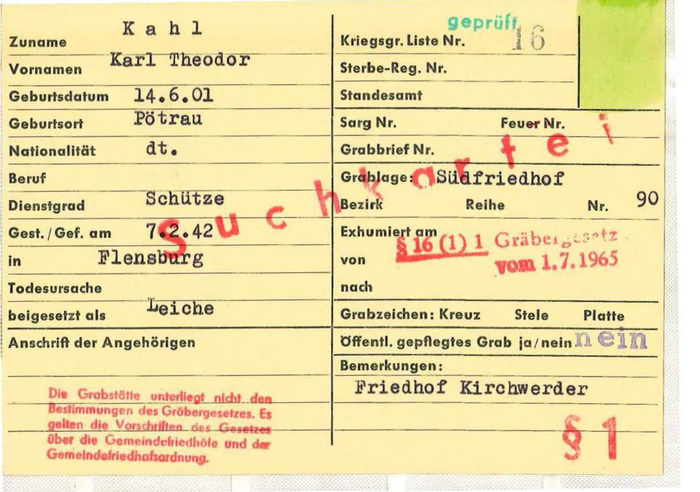 Zuname Kahl
Vornamen Karl Theodor
Geburtsdatum 14.6.01
Geburtsort Pötrau
Nationalität dt.
Beruf
Dienstgrad Schütze
Gest./Gef. am 7.2.42
in Flensburg
Todesursache
beigesetzt als Leiche
Anschrift der Angehörigen
Die Grabstätte unterliegt nicht den
Bestimmungen des Gräbergesetzes. Es
gelten die Vorschriften des Gesetzes
über die Gemeindefriedhöfe und der
Gemeindefriedhofsordnung.
Suchkartei
geprüft
Kriegsgr. Liste Nr. 16
Sterbe-Reg. Nr.
Standesamt
Sarg Nr. Feuer Nr.
Grabbrief Nr.
Grablage: Südfriedhof
Bezirk Reihe Nr. 90
Exhumiert am
§ 16 (1) 1 Gräbergesetz
von vom 1.7.1965
nach
Grabzeichen: Kreuz Stele Platte
Öffentl. gepflegtes Grab ja/nein nein
Bemerkungen:
Friedhof Kirchwerder
§ 1